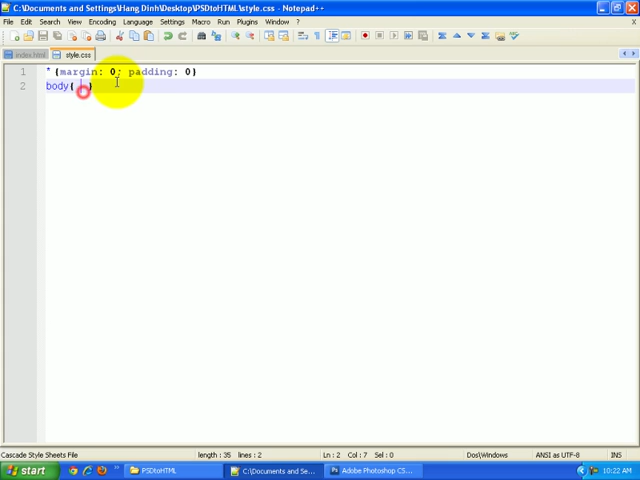 C:\Documents and Settings\Hang Dinh\Desktop\PSDtoHTML\style.css - Notepad++
File Edit Search View Encoding Language Settings Macro Run Plugins Window ? X
index.html style.css
1 * {margin: 0; padding: 0}
2 body{ }
Cascade Style Sheets File length : 35 lines : 2 Ln : 2 Col : 7 Sel : 0 Dos\Windows ANSI as UTF-8 INS
start PSDtoHTML C:\Documents and Se... Adobe Photoshop CS... 10:22 AM